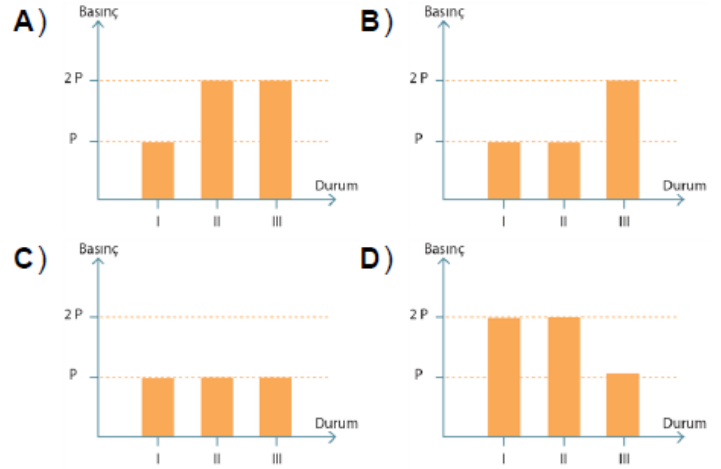 A)
Basınç
2 P
P
Durum
I II III
B)
Basınç
2 P
P
Durum
I II III
C)
Basınç
2 P
P
Durum
I II III
D)
Basınç
2 P
P
Durum
I II III